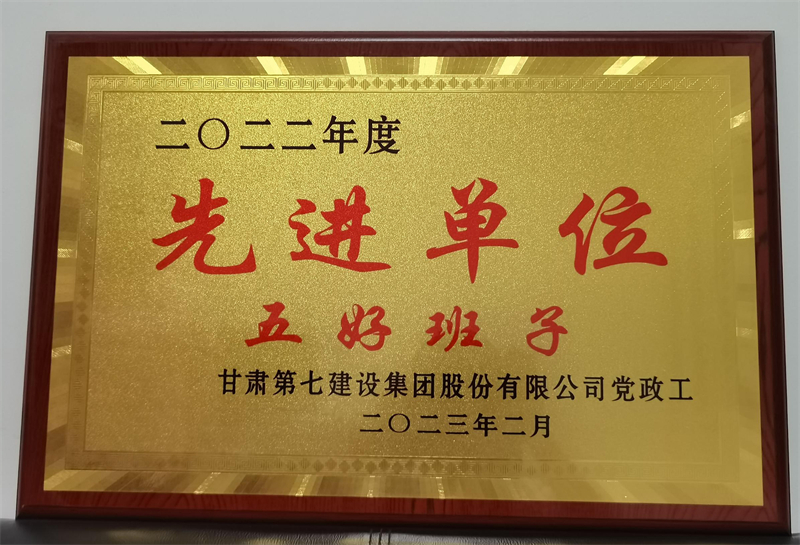 二〇二二年度
先进单位
五好班子
甘肃第七建设集团股份有限公司党政工
二〇二三年二月